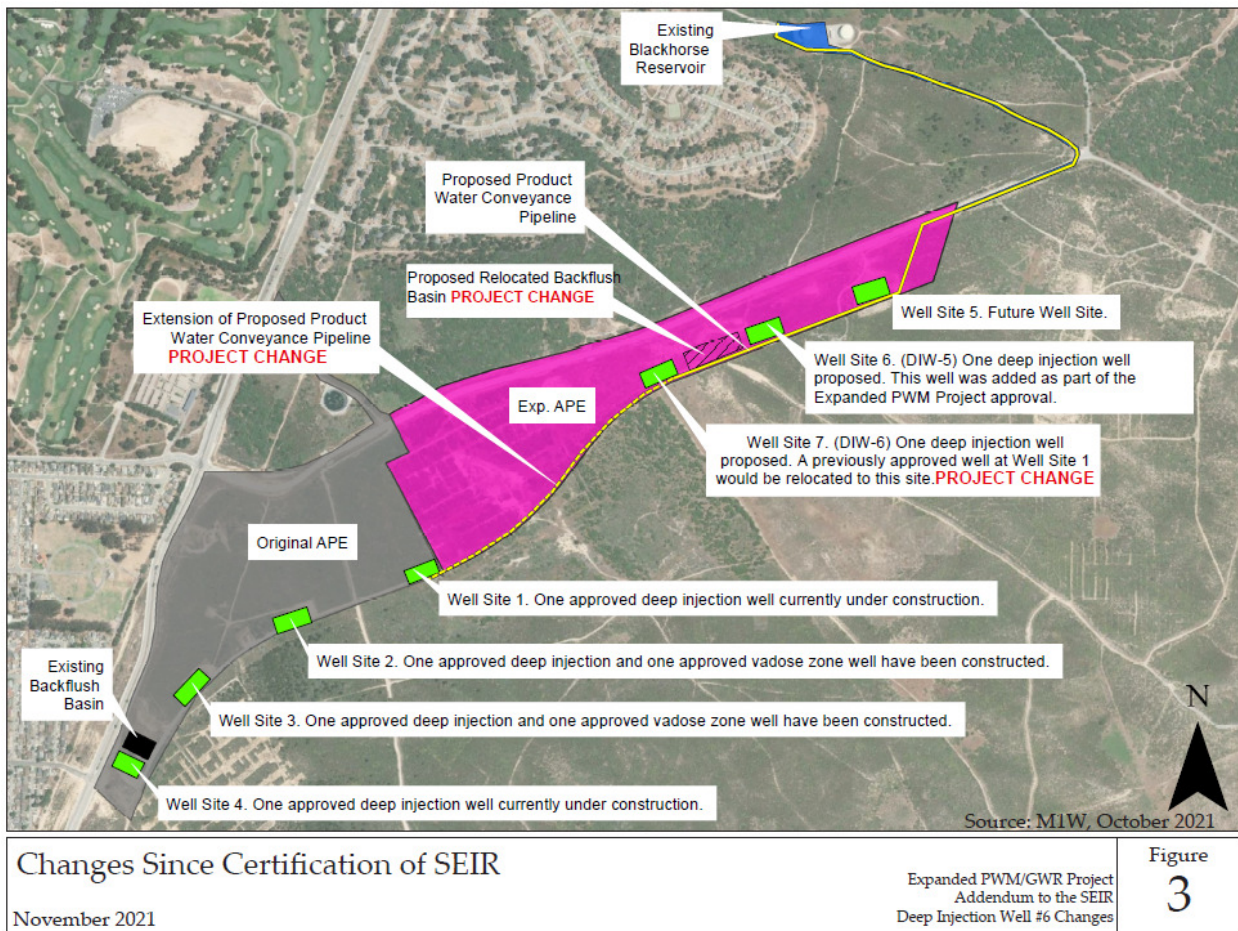 Existing
Blackhorse
Reservoir
Proposed Product
Water Conveyance
Pipeline
Proposed Relocated Backflush
Basin PROJECT CHANGE
Extension of Proposed Product
Water Conveyance Pipeline
PROJECT CHANGE
Well Site 5. Future Well Site.
Well Site 6. (DIW-5) One deep injection well
proposed. This well was added as part of the
Expanded PWM Project approval.
Exp. APE
Well Site 7. (DIW-6) One deep injection well
proposed. A previously approved well at Well Site 1
would be relocated to this site.PROJECT CHANGE
Original APE
Well Site 1. One approved deep injection well currently under construction.
Well Site 2. One approved deep injection and one approved vadose zone well have been constructed.
Existing
Backflush
Basin
Well Site 3. One approved deep injection and one approved vadose zone well have been constructed.
Well Site 4. One approved deep injection well currently under construction.
N
Source: M1W, October 2021
Changes Since Certification of SEIR
November 2021
Expanded PWM/GWR Project
Addendum to the SEIR
Deep Injection Well #6 Changes
Figure
3